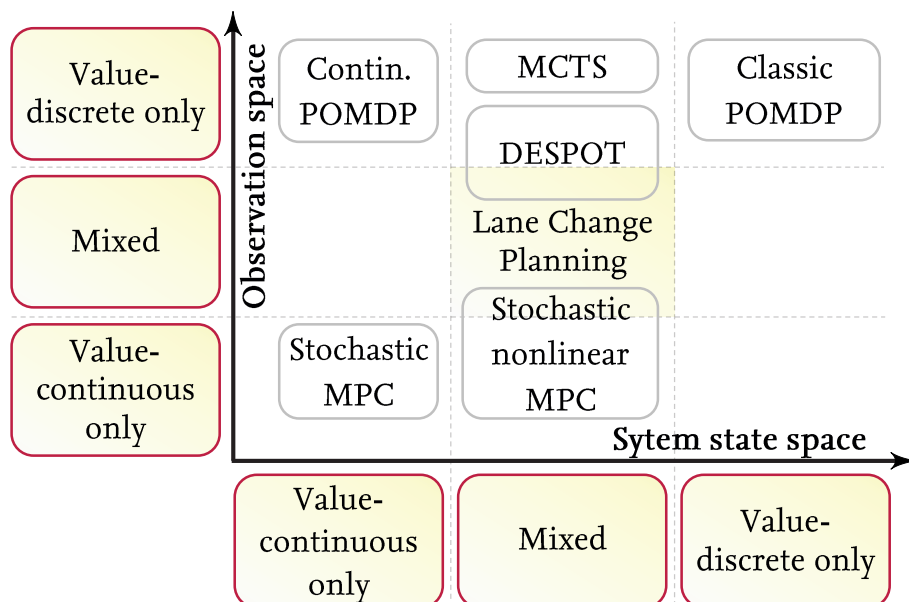 Value-
discrete only
Mixed
Value-
continuous
only
Observation space
Contin.
POMDP
MCTS
Classic
POMDP
DESPOT
Lane Change
Planning
Stochastic
MPC
Stochastic
nonlinear
MPC
Sytem state space
Value-
continuous
only
Mixed
Value-
discrete only